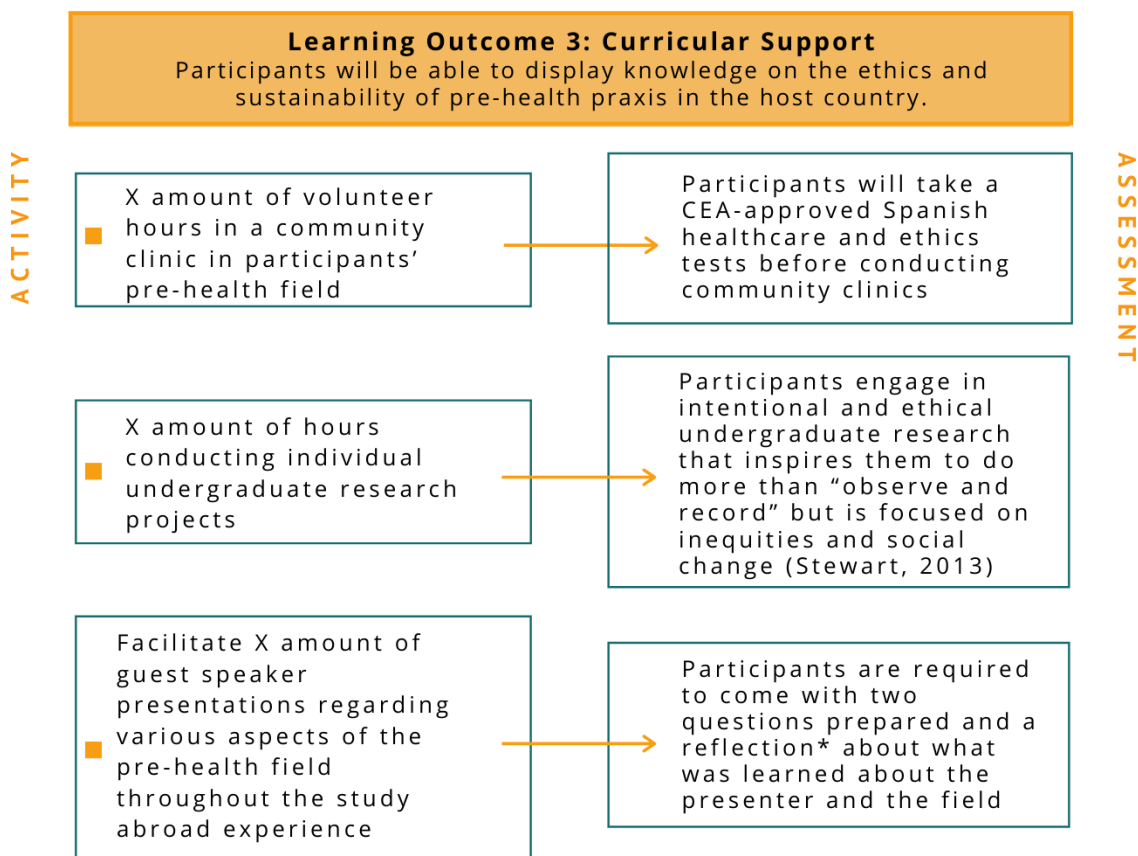 Learning Outcome 3: Curricular Support
Participants will be able to display knowledge on the ethics and
sustainability of pre-health praxis in the host country.
ACTIVITY
ASSESSMENT
X amount of volunteer
hours in a community
clinic in participants’
pre-health field
Participants will take a
CEA-approved Spanish
healthcare and ethics
tests before conducting
community clinics
X amount of hours
conducting individual
undergraduate research
projects
Participants engage in
intentional and ethical
undergraduate research
that inspires them to do
more than “observe and
record” but is focused on
inequities and social
change (Stewart, 2013)
Facilitate X amount of
guest speaker
presentations regarding
various aspects of the
pre-health field
throughout the study
abroad experience
Participants are required
to come with two
questions prepared and a
reflection* about what
was learned about the
presenter and the field